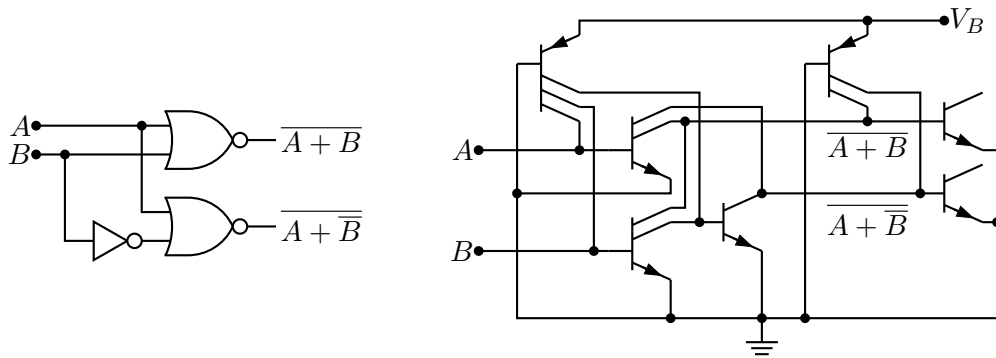 A
B
$\overline{A + B}$
$\overline{A + \overline{B}}$
V_B
A
B
$\overline{A + B}$
$\overline{A + \overline{B}}$